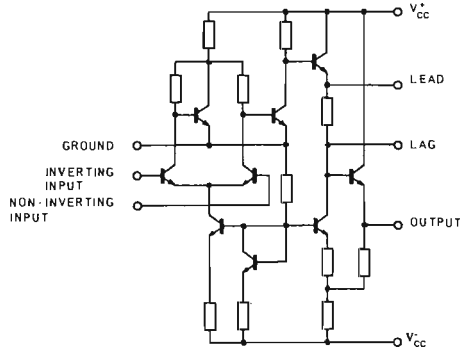 V⁺CC
LEAD
GROUND
LAG
INVERTING
INPUT
NON-INVERTING
INPUT
OUTPUT
V⁻CC